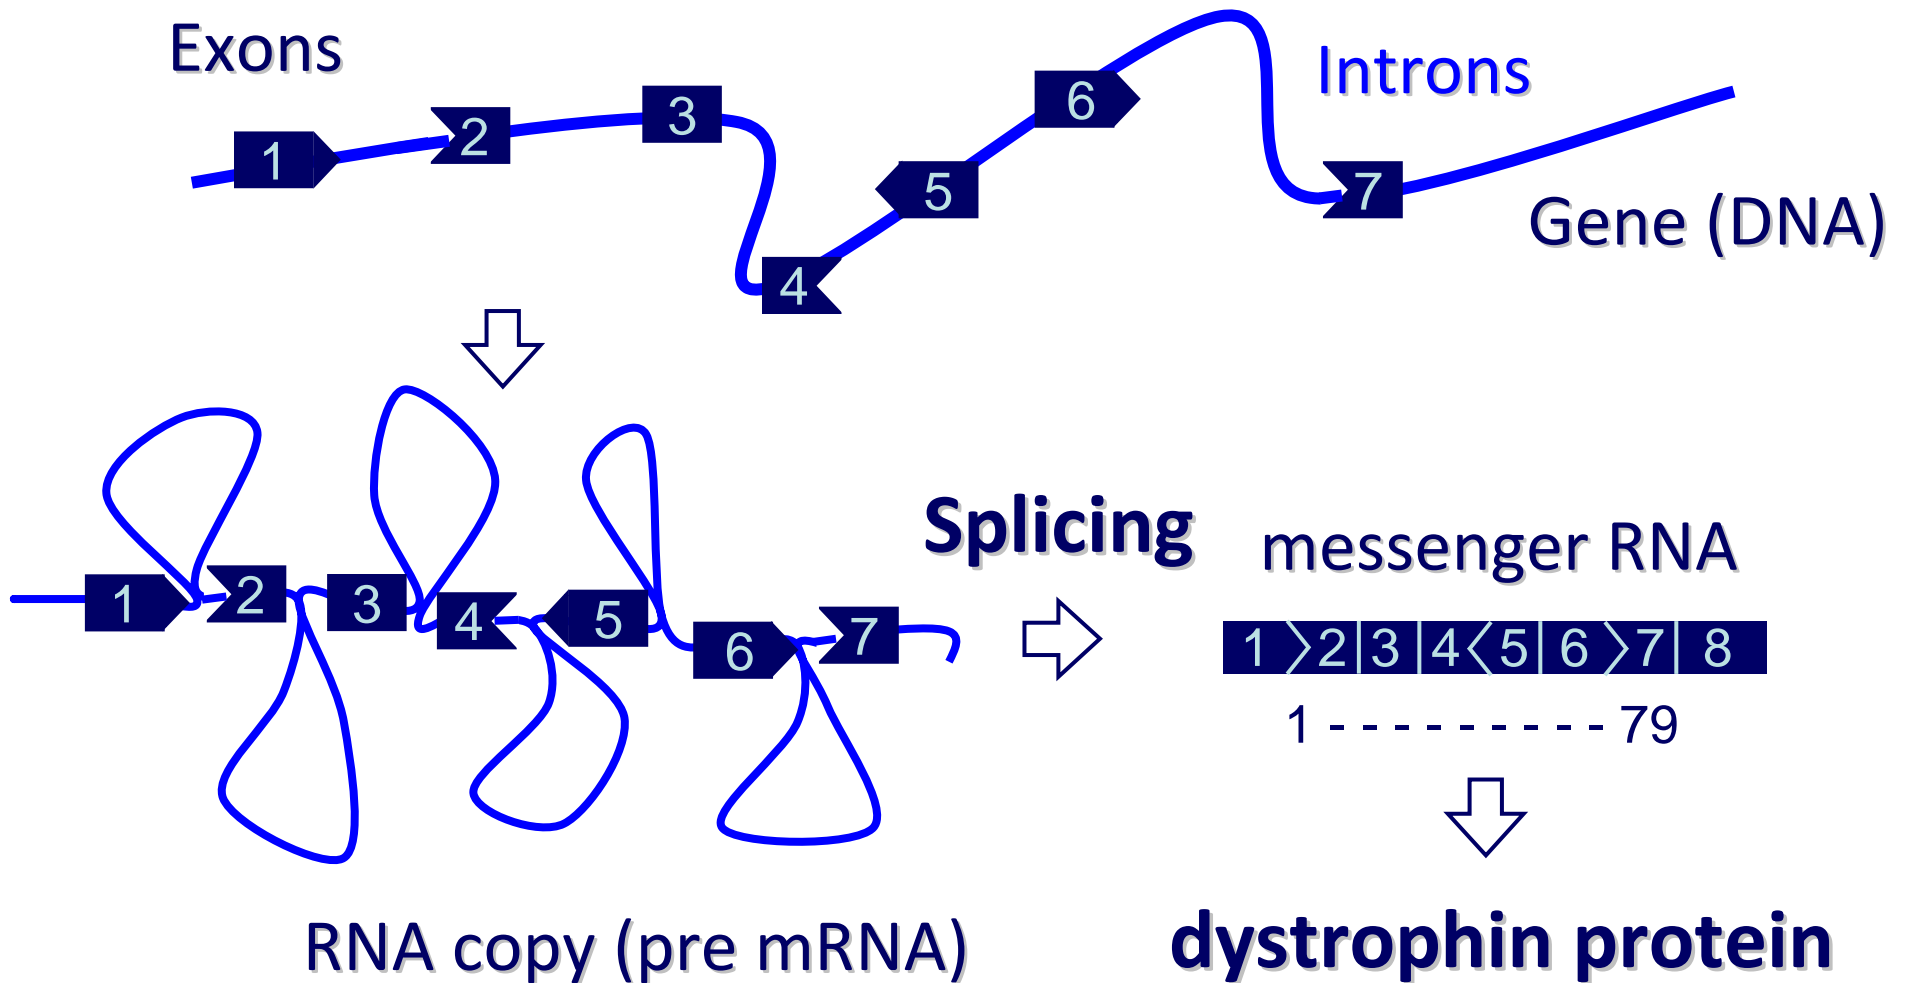 Exons
Introns
1 2 3 4 5 6 7
Gene (DNA)
1 2 3 4 5 6 7
Splicing
messenger RNA
1 2 3 4 5 6 7 8
1 - - - - - - - - - 79
RNA copy (pre mRNA)
dystrophin protein